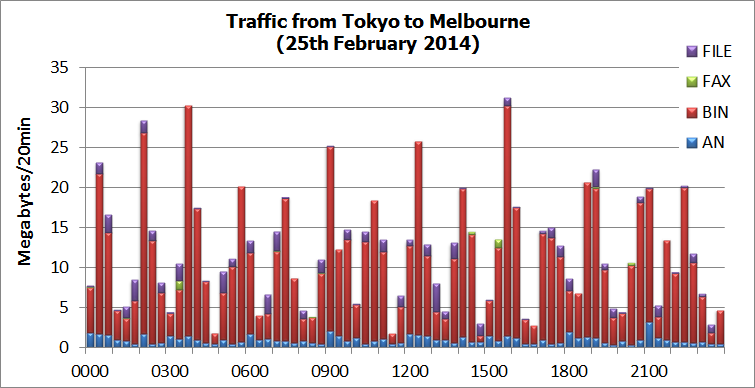 Traffic from Tokyo to Melbourne
(25th February 2014)
FILE
FAX
BIN
AN
Megabytes/20min
35
30
25
20
15
10
5
0
0000 0300 0600 0900 1200 1500 1800 2100